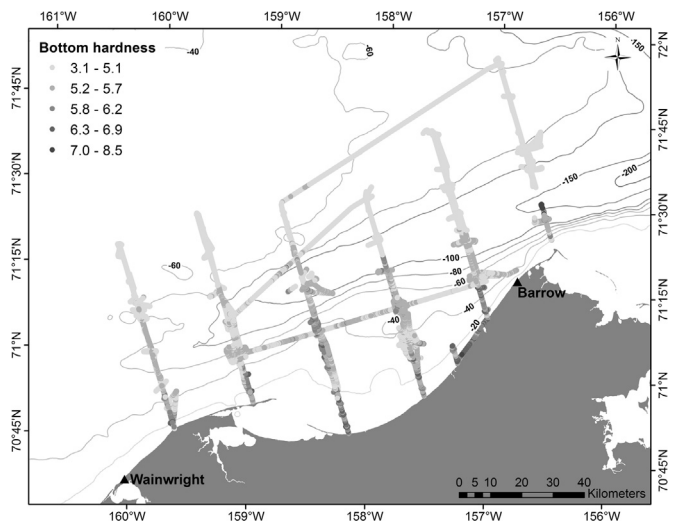 161°W 160°W 159°W 158°W 157°W 156°W
N
Bottom hardness
3.1 - 5.1
5.2 - 5.7
5.8 - 6.2
6.3 - 6.9
7.0 - 8.5
-40
-60
-150
72°N
71°45'N
71°45'N
71°30'N
-150
-200
71°30'N
71°15'N
-60
-100
-80
-60
Barrow
71°15'N
-40
-40
-20
71°N
71°N
70°45'N
70°45'N
Wainwright
0 5 10 20 30 40
Kilometers
160°W 159°W 158°W 157°W 156°W